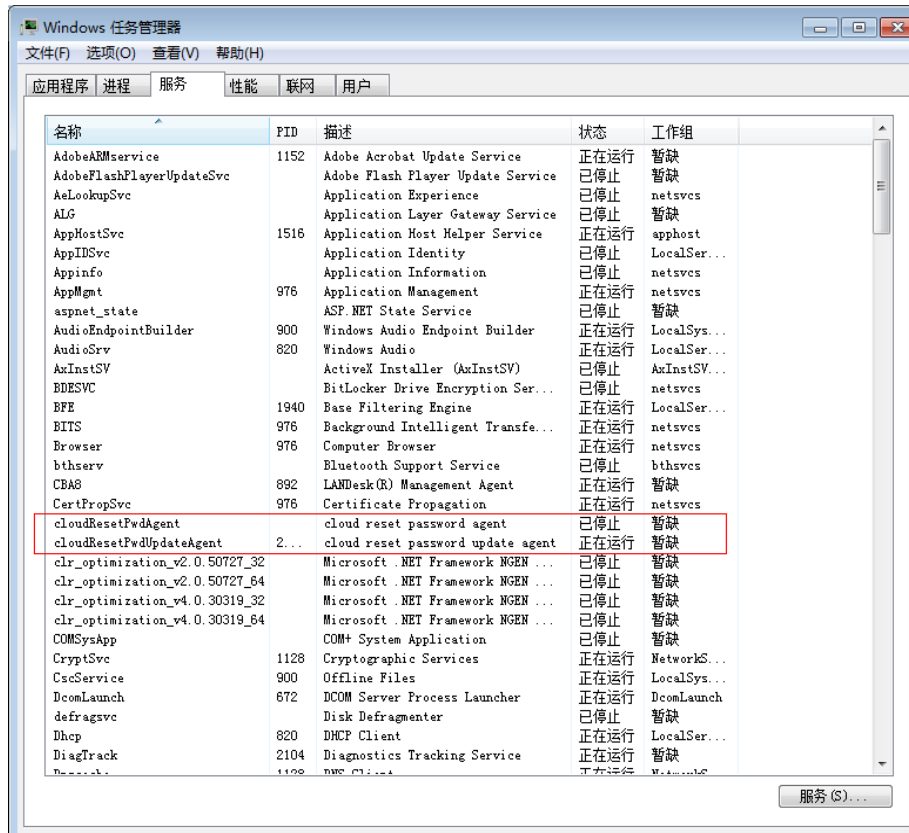 Windows 任务管理器
文件(F) 选项(O) 查看(V) 帮助(H)
应用程序 进程 服务 性能 联网 用户
名称 PID 描述 状态 工作组
AdobeARMservice 1152 Adobe Acrobat Update Service 正在运行 暂缺
AdobeFlashPlayerUpdateSvc Adobe Flash Player Update Service 已停止 暂缺
AeLookupSvc Application Experience 已停止 netsvcs
ALG Application Layer Gateway Service 已停止 暂缺
AppHostSvc 1516 Application Host Helper Service 正在运行 apphost
AppIDSvc Application Identity 已停止 LocalSer...
Appinfo Application Information 已停止 netsvcs
AppMgmt 976 Application Management 正在运行 netsvcs
aspnet_state ASP.NET State Service 已停止 暂缺
AudioEndpointBuilder 900 Windows Audio Endpoint Builder 正在运行 LocalSys...
AudioSrv 820 Windows Audio 正在运行 LocalSer...
AxInstSV ActiveX Installer (AxInstSV) 已停止 AxInstSV...
BDESVC BitLocker Drive Encryption Ser... 已停止 netsvcs
BFE 1940 Base Filtering Engine 正在运行 LocalSer...
BITS 976 Background Intelligent Transfe... 正在运行 netsvcs
Browser 976 Computer Browser 正在运行 netsvcs
bthserv Bluetooth Support Service 已停止 bthsvcs
CBA8 892 LANDesk(R) Management Agent 正在运行 暂缺
CertPropSvc 976 Certificate Propagation 正在运行 netsvcs
cloudResetPwdAgent cloud reset password agent 已停止 暂缺
cloudResetPwdUpdateAgent 2... cloud reset password update agent 正在运行 暂缺
clr_optimization_v2.0.50727_32 Microsoft .NET Framework NGEN ... 已停止 暂缺
clr_optimization_v2.0.50727_64 Microsoft .NET Framework NGEN ... 已停止 暂缺
clr_optimization_v4.0.30319_32 Microsoft .NET Framework NGEN ... 已停止 暂缺
clr_optimization_v4.0.30319_64 Microsoft .NET Framework NGEN ... 已停止 暂缺
COMSysApp COM+ System Application 已停止 暂缺
CryptSvc 1128 Cryptographic Services 正在运行 NetworkS...
CscService 900 Offline Files 正在运行 LocalSys...
DcomLaunch 672 DCOM Server Process Launcher 正在运行 DcomLaunch
defragsvc Disk Defragmenter 已停止 暂缺
Dhcp 820 DHCP Client 正在运行 LocalSer...
DiagTrack 2104 Diagnostics Tracking Service 正在运行 暂缺
服务(S)...